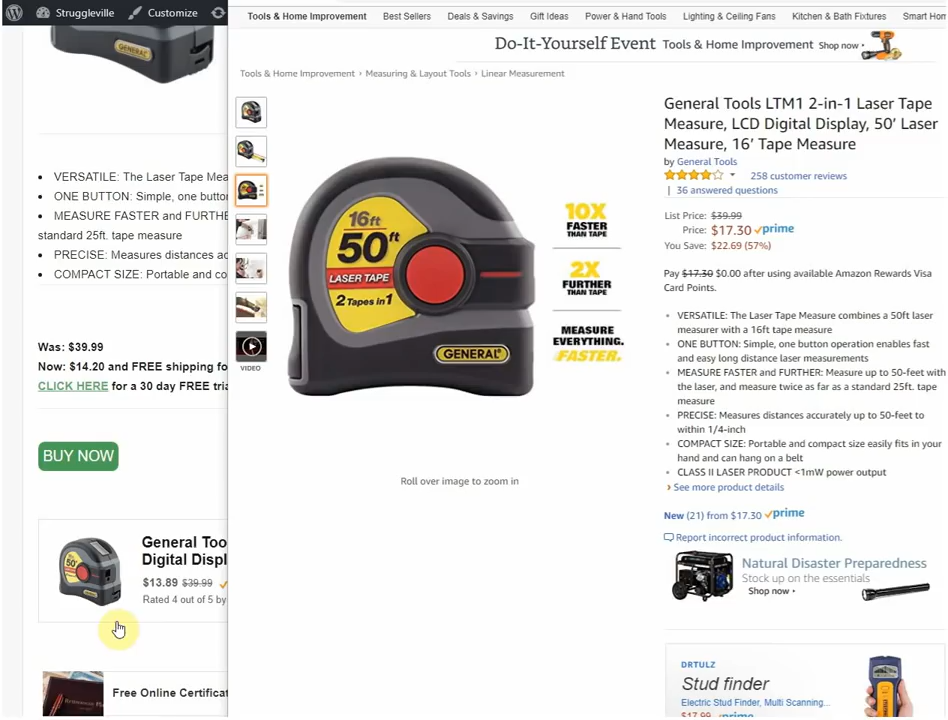 Struggleville Customize
Tools & Home Improvement Best Sellers Deals & Savings Gift Ideas Power & Hand Tools Lighting & Ceiling Fans Kitchen & Bath Fixtures Smart Hom
Do-It-Yourself Event Tools & Home Improvement Shop now
Tools & Home Improvement › Measuring & Layout Tools › Linear Measurement
GENERAL
VERSATILE: The Laser Tape Mea
ONE BUTTON: Simple, one butto
MEASURE FASTER and FURTHE
standard 25ft. tape measure
PRECISE: Measures distances ac
COMPACT SIZE: Portable and co
Was: $39.99
Now: $14.20 and FREE shipping fo
CLICK HERE for a 30 day FREE tria
BUY NOW
General Too
Digital Displ
$13.89 $39.99
Rated 4 out of 5 by
Free Online Certificat
VIDEO
16ft
50ft
LASER TAPE
2 Tapes in 1
GENERAL®
10X
FASTER
THAN TAPE
2X
FURTHER
THAN TAPE
MEASURE
EVERYTHING.
FASTER.
Roll over image to zoom in
General Tools LTM1 2-in-1 Laser Tape
Measure, LCD Digital Display, 50’ Laser
Measure, 16’ Tape Measure
by General Tools
258 customer reviews
| 36 answered questions
List Price: $39.99
Price: $17.30 prime
You Save: $22.69 (57%)
Pay $17.30 $0.00 after using available Amazon Rewards Visa
Card Points.
VERSATILE: The Laser Tape Measure combines a 50ft laser
measurer with a 16ft tape measure
ONE BUTTON: Simple, one button operation enables fast
and easy long distance laser measurements
MEASURE FASTER and FURTHER: Measure up to 50-feet with
the laser, and measure twice as far as a standard 25ft. tape
measure
PRECISE: Measures distances accurately up to 50-feet to
within 1/4-inch
COMPACT SIZE: Portable and compact size easily fits in your
hand and can hang on a belt
CLASS II LASER PRODUCT <1mW power output
› See more product details
New (21) from $17.30 prime
Report incorrect product information.
Natural Disaster Preparedness
Stock up on the essentials
Shop now
DRTULZ
Stud finder
Electric Stud Finder, Multi Scanning...
$17.99 prime